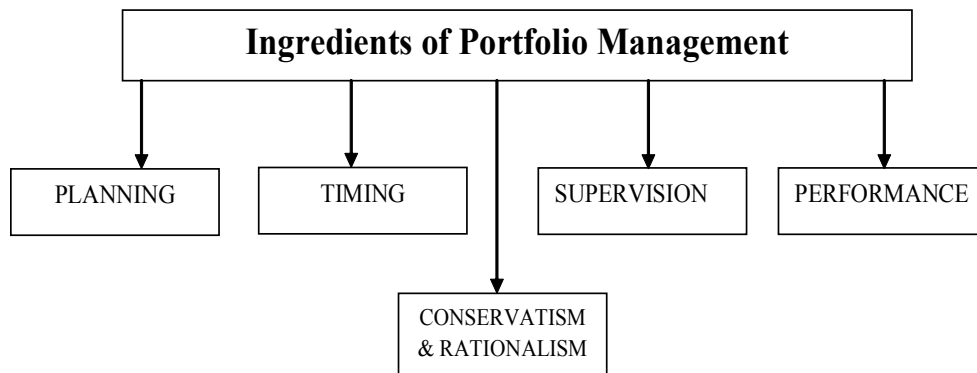 Ingredients of Portfolio Management
PLANNING
TIMING
SUPERVISION
PERFORMANCE
CONSERVATISM
& RATIONALISM